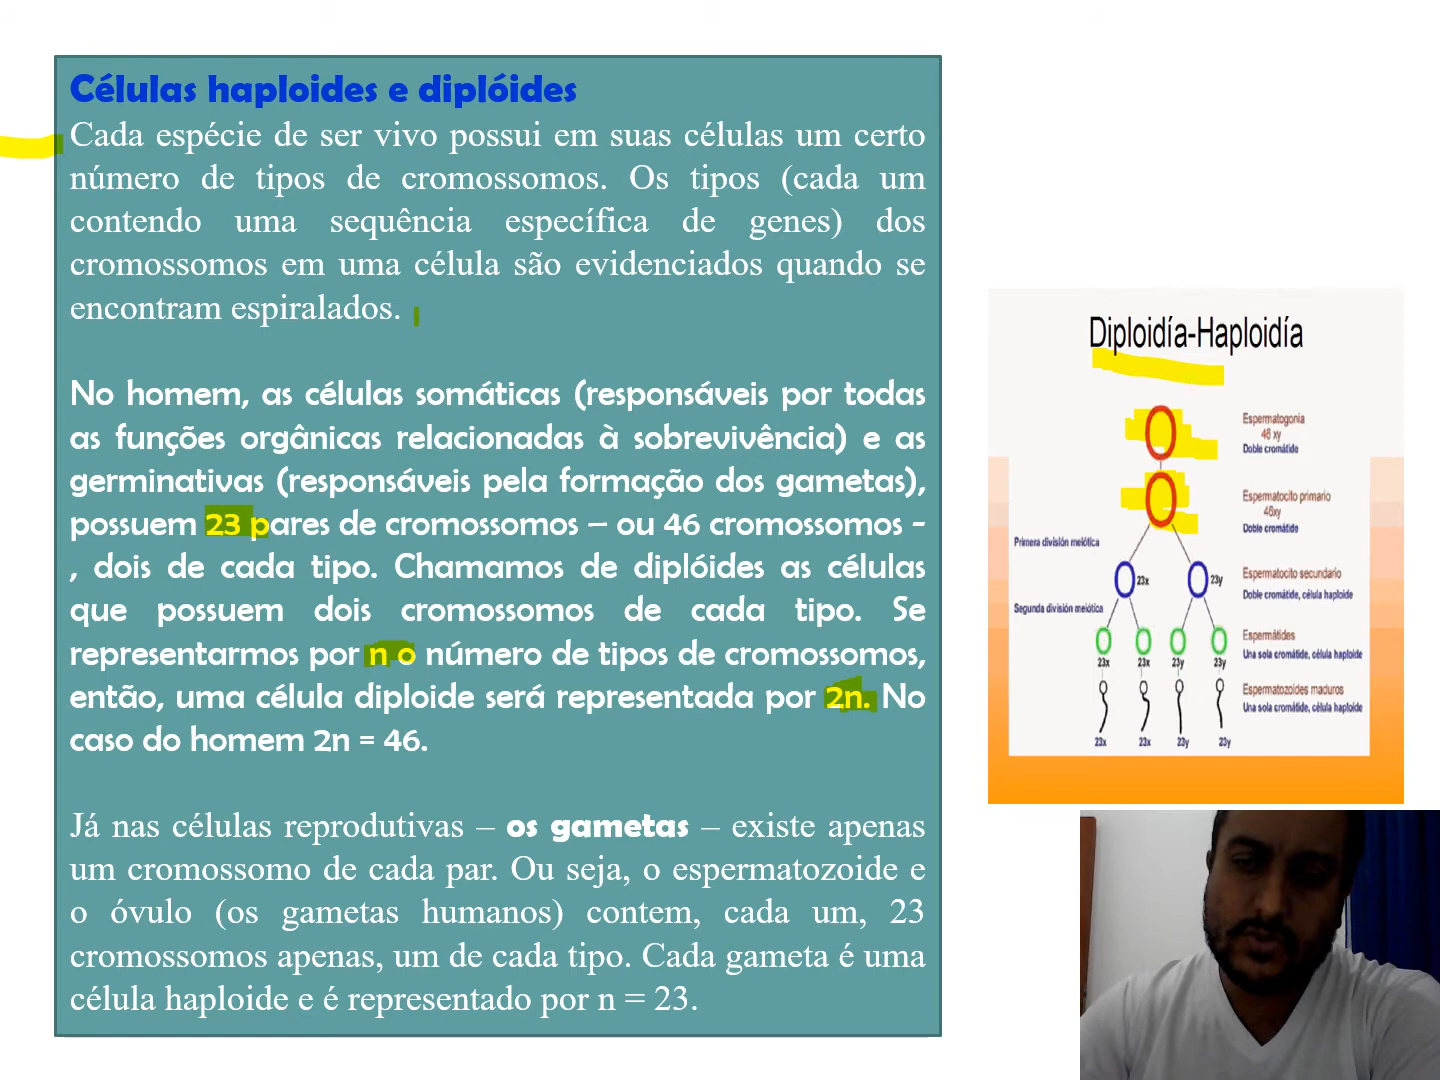 Células haploides e diplóides
Cada espécie de ser vivo possui em suas células um certo
número de tipos de cromossomos. Os tipos (cada um
contendo uma sequência específica de genes) dos
cromossomos em uma célula são evidenciados quando se
encontram espiralados.
No homem, as células somáticas (responsáveis por todas
as funções orgânicas relacionadas à sobrevivência) e as
germinativas (responsáveis pela formação dos gametas),
possuem 23 pares de cromossomos – ou 46 cromossomos -
, dois de cada tipo. Chamamos de diplóides as células
que possuem dois cromossomos de cada tipo. Se
representarmos por n o número de tipos de cromossomos,
então, uma célula diploide será representada por 2n. No
caso do homem 2n = 46.
Já nas células reprodutivas – os gametas – existe apenas
um cromossomo de cada par. Ou seja, o espermatozoide e
o óvulo (os gametas humanos) contem, cada um, 23
cromossomos apenas, um de cada tipo. Cada gameta é uma
célula haploide e é representado por n = 23.
Diploidía-Haploidía
Espermatogonia
46 xy
Doble cromátide
Espermatocito primario
46xy
Doble cromátide
Primera división meiótica
23x
23y
Espermatocito secundario
Doble cromátide, célula haploide
Segunda división meiótica
Espermátides
Una sola cromátide, célula haploide
23x 23x 23y 23y
Espermatozoides maduros
Una sola cromátide, célula haploide
23x 23x 23y 23y